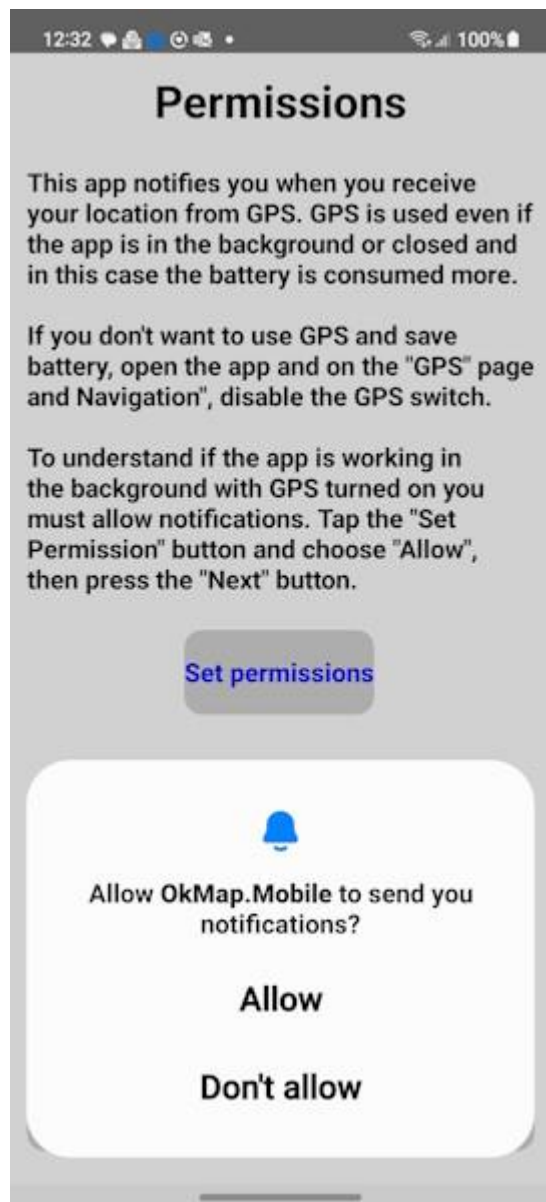 12:32
100%
Permissions
This app notifies you when you receive
your location from GPS. GPS is used even if
the app is in the background or closed and
in this case the battery is consumed more.
If you don't want to use GPS and save
battery, open the app and on the "GPS" page
and Navigation", disable the GPS switch.
To understand if the app is working in
the background with GPS turned on you
must allow notifications. Tap the "Set
Permission" button and choose "Allow",
then press the "Next" button.
Set permissions
Allow OkMap.Mobile to send you
notifications?
Allow
Don't allow